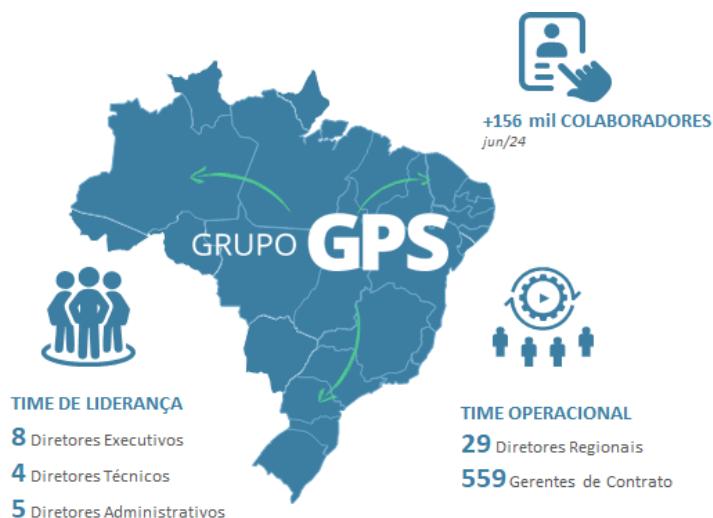 +156 mil COLABORADORES
jun/24
GRUPO GPS
TIME DE LIDERANÇA
8 Diretores Executivos
4 Diretores Técnicos
5 Diretores Administrativos
TIME OPERACIONAL
29 Diretores Regionais
559 Gerentes de Contrato